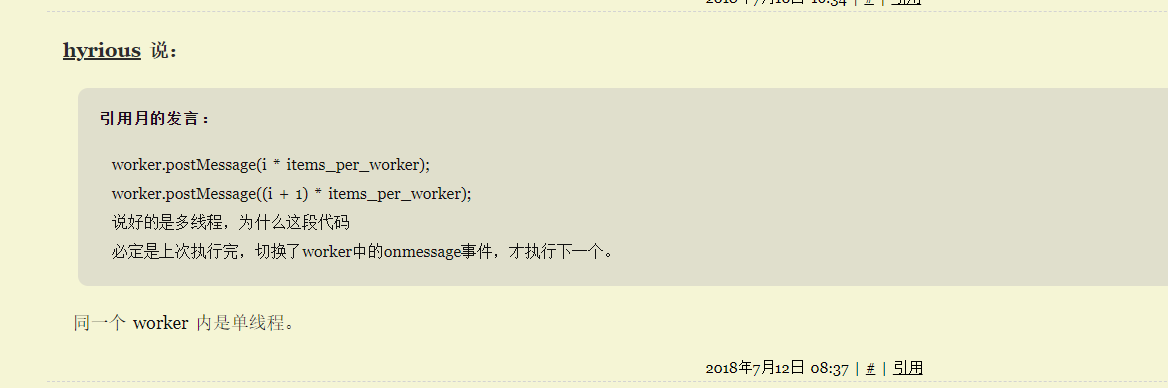 hyrious 说：
引用月的发言：
worker.postMessage(i * items_per_worker);
worker.postMessage((i + 1) * items_per_worker);
说好的是多线程，为什么这段代码
必定是上次执行完，切换了worker中的onmessage事件，才执行下一个。
同一个 worker 内是单线程。
2018年7月12日 08:37 | # | 引用